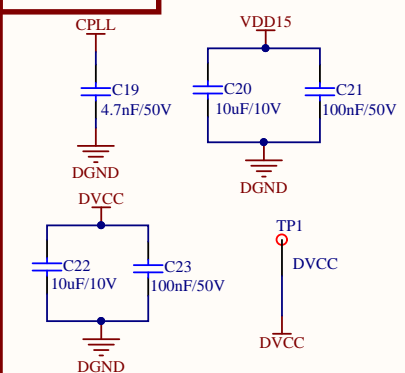 CPLL
C19
4.7nF/50V
DGND
VDD15
C20
10uF/10V
C21
100nF/50V
DGND
DVCC
C22
10uF/10V
C23
100nF/50V
DGND
TP1
DVCC
DVCC